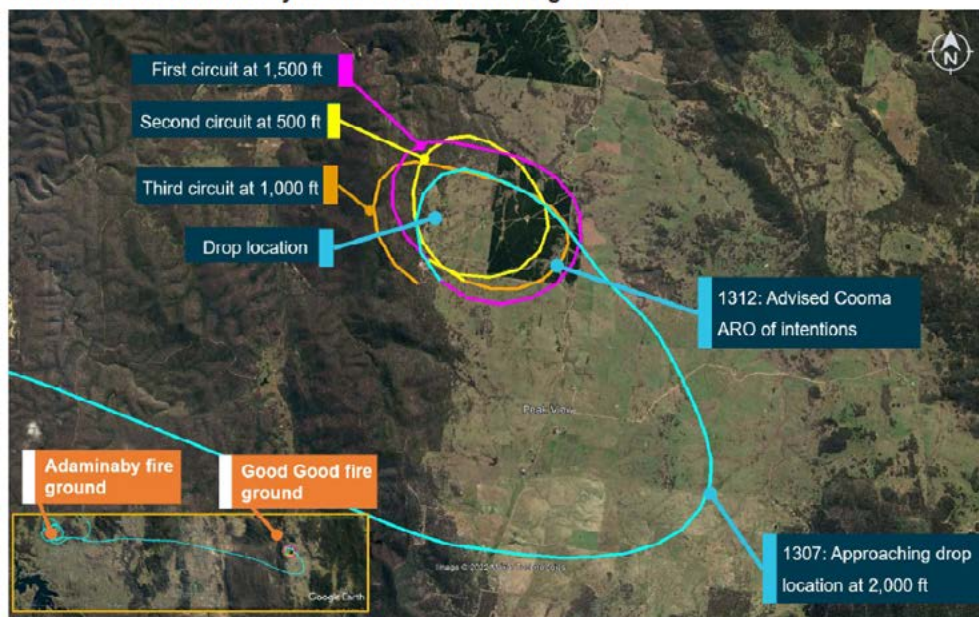 N
First circuit at 1,500 ft
Second circuit at 500 ft
Third circuit at 1,000 ft
Drop location
1312: Advised Cooma
ARO of intentions
Peak View
Adaminaby fire
ground
Good Good fire
ground
1307: Approaching drop
location at 2,000 ft
Image © 2022
Google Earth